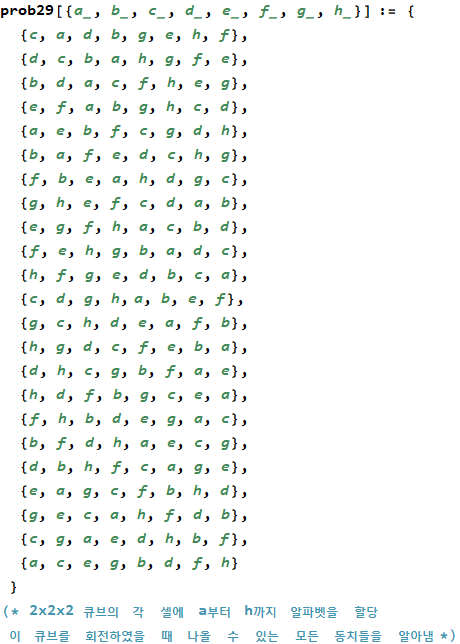 prob29[{a_, b_, c_, d_, e_, f_, g_, h_}] := {
{c, a, d, b, g, e, h, f},
{d, c, b, a, h, g, f, e},
{b, d, a, c, f, h, e, g},
{e, f, a, b, g, h, c, d},
{a, e, b, f, c, g, d, h},
{b, a, f, e, d, c, h, g},
{f, b, e, a, h, d, g, c},
{g, h, e, f, c, d, a, b},
{e, g, f, h, a, c, b, d},
{f, e, h, g, b, a, d, c},
{h, f, g, e, d, b, c, a},
{c, d, g, h, a, b, e, f},
{g, c, h, d, e, a, f, b},
{h, g, d, c, f, e, b, a},
{d, h, c, g, b, f, a, e},
{h, d, f, b, g, c, e, a},
{f, h, b, d, e, g, a, c},
{b, f, d, h, a, e, c, g},
{d, b, h, f, c, a, g, e},
{e, a, g, c, f, b, h, d},
{g, e, c, a, h, f, d, b},
{c, g, a, e, d, h, b, f},
{a, c, e, g, b, d, f, h}
}
(* 2x2x2 큐브의 각 셀에 a부터 h까지 알파벳을 할당
이 큐브를 회전하였을 때 나올 수 있는 모든 동치들을 알아냄 *)